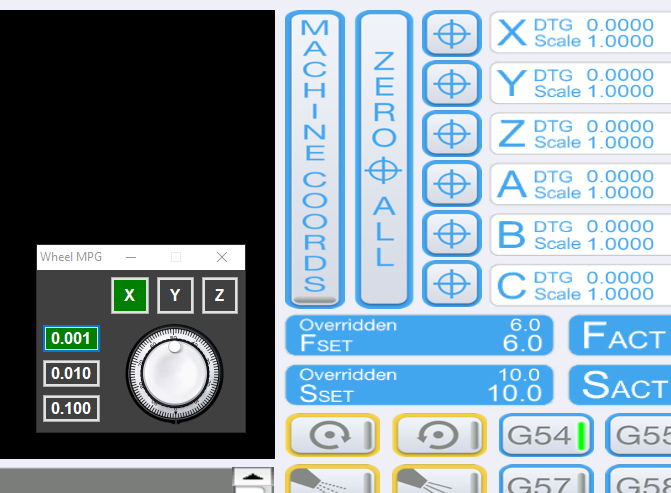 MACHINE COORDS
ZERO ALL
X DTG 0.0000
Scale 1.0000
Y DTG 0.0000
Scale 1.0000
Z DTG 0.0000
Scale 1.0000
A DTG 0.0000
Scale 1.0000
B DTG 0.0000
Scale 1.0000
C DTG 0.0000
Scale 1.0000
Wheel MPG
X Y Z
0.001
0.010
0.100
Overridden 6.0
FSET 6.0
FACT
Overridden 10.0
SSET 10.0
SACT
G54 G55
G57